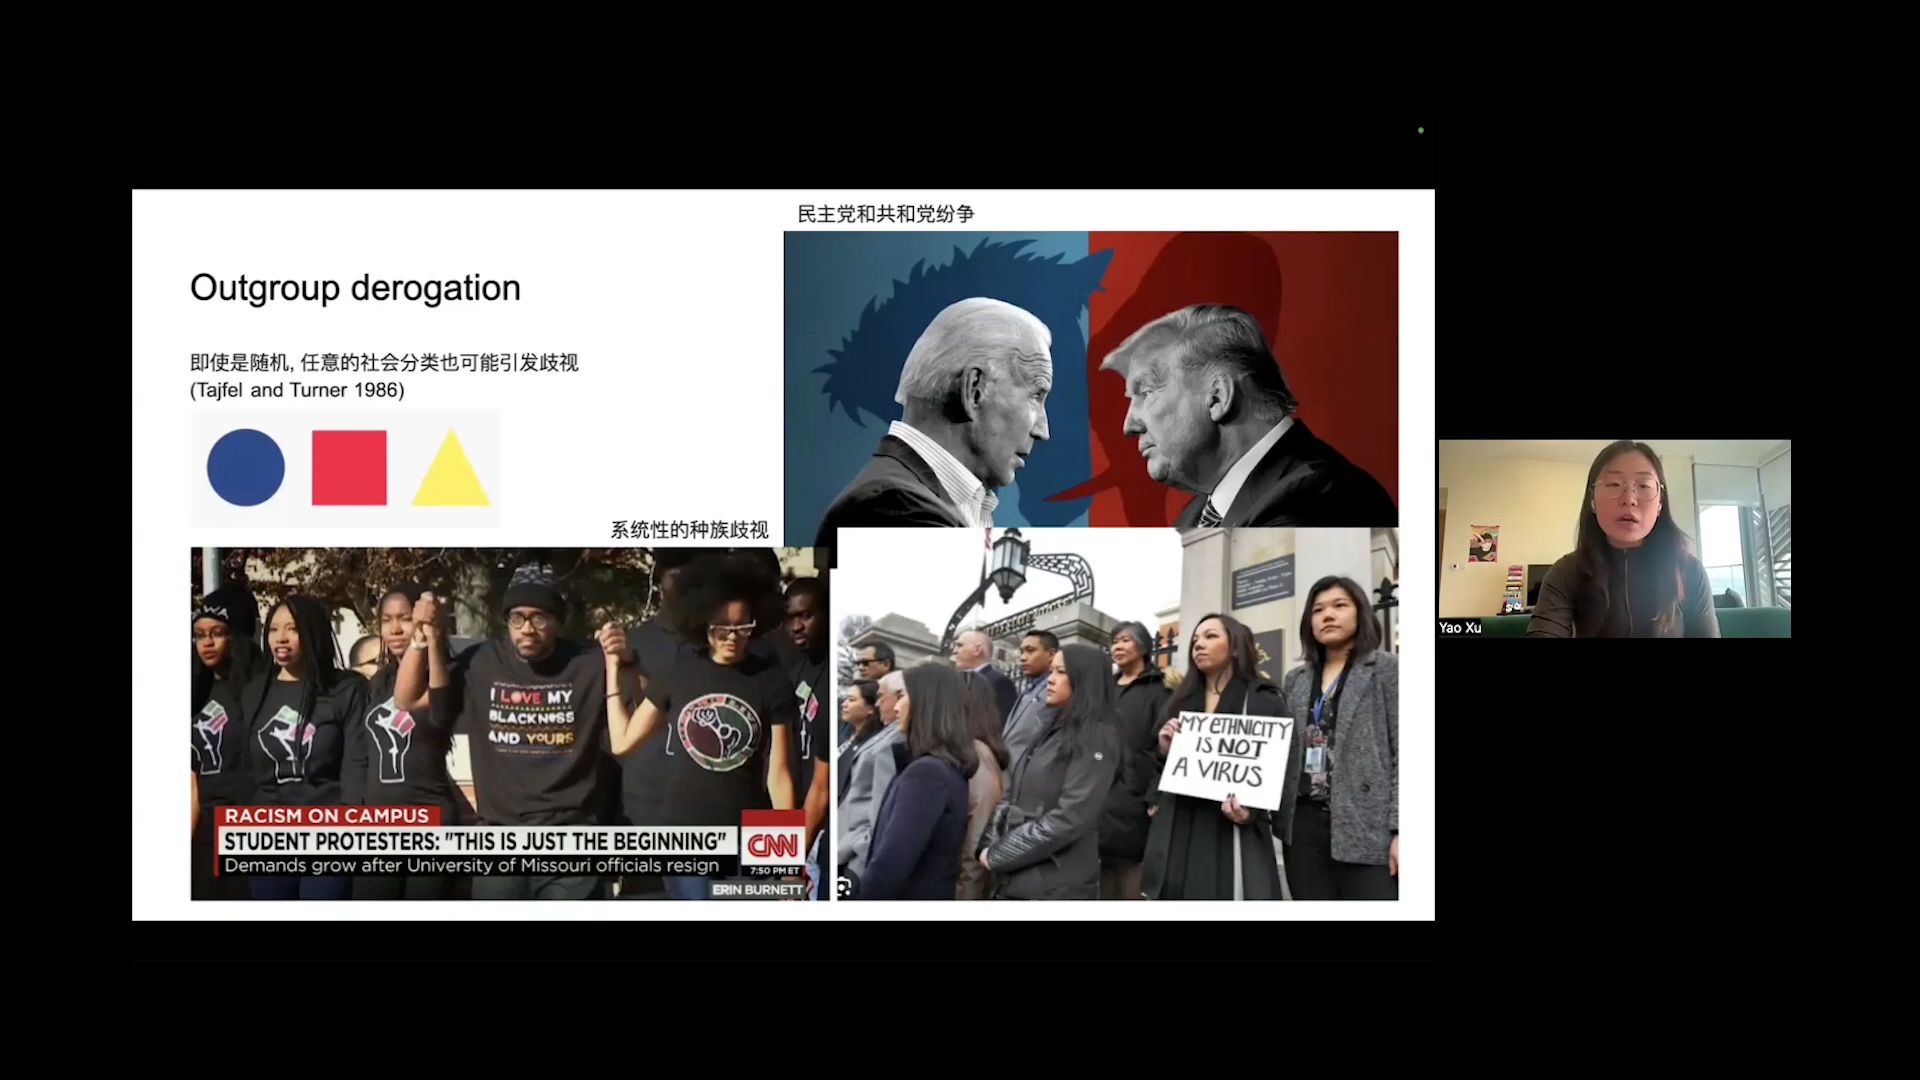 民主党和共和党纷争
Outgroup derogation
即使是随机, 任意的社会分类也可能引发歧视
(Tajfel and Turner 1986)
系统性的种族歧视
I LOVE MY
BLACKNESS
AND YOURS
RACISM ON CAMPUS
STUDENT PROTESTERS: "THIS IS JUST THE BEGINNING"
Demands grow after University of Missouri officials resign
CNN
7:50 PM ET
ERIN BURNETT
MY ETHNICITY
IS NOT
A VIRUS
Yao Xu